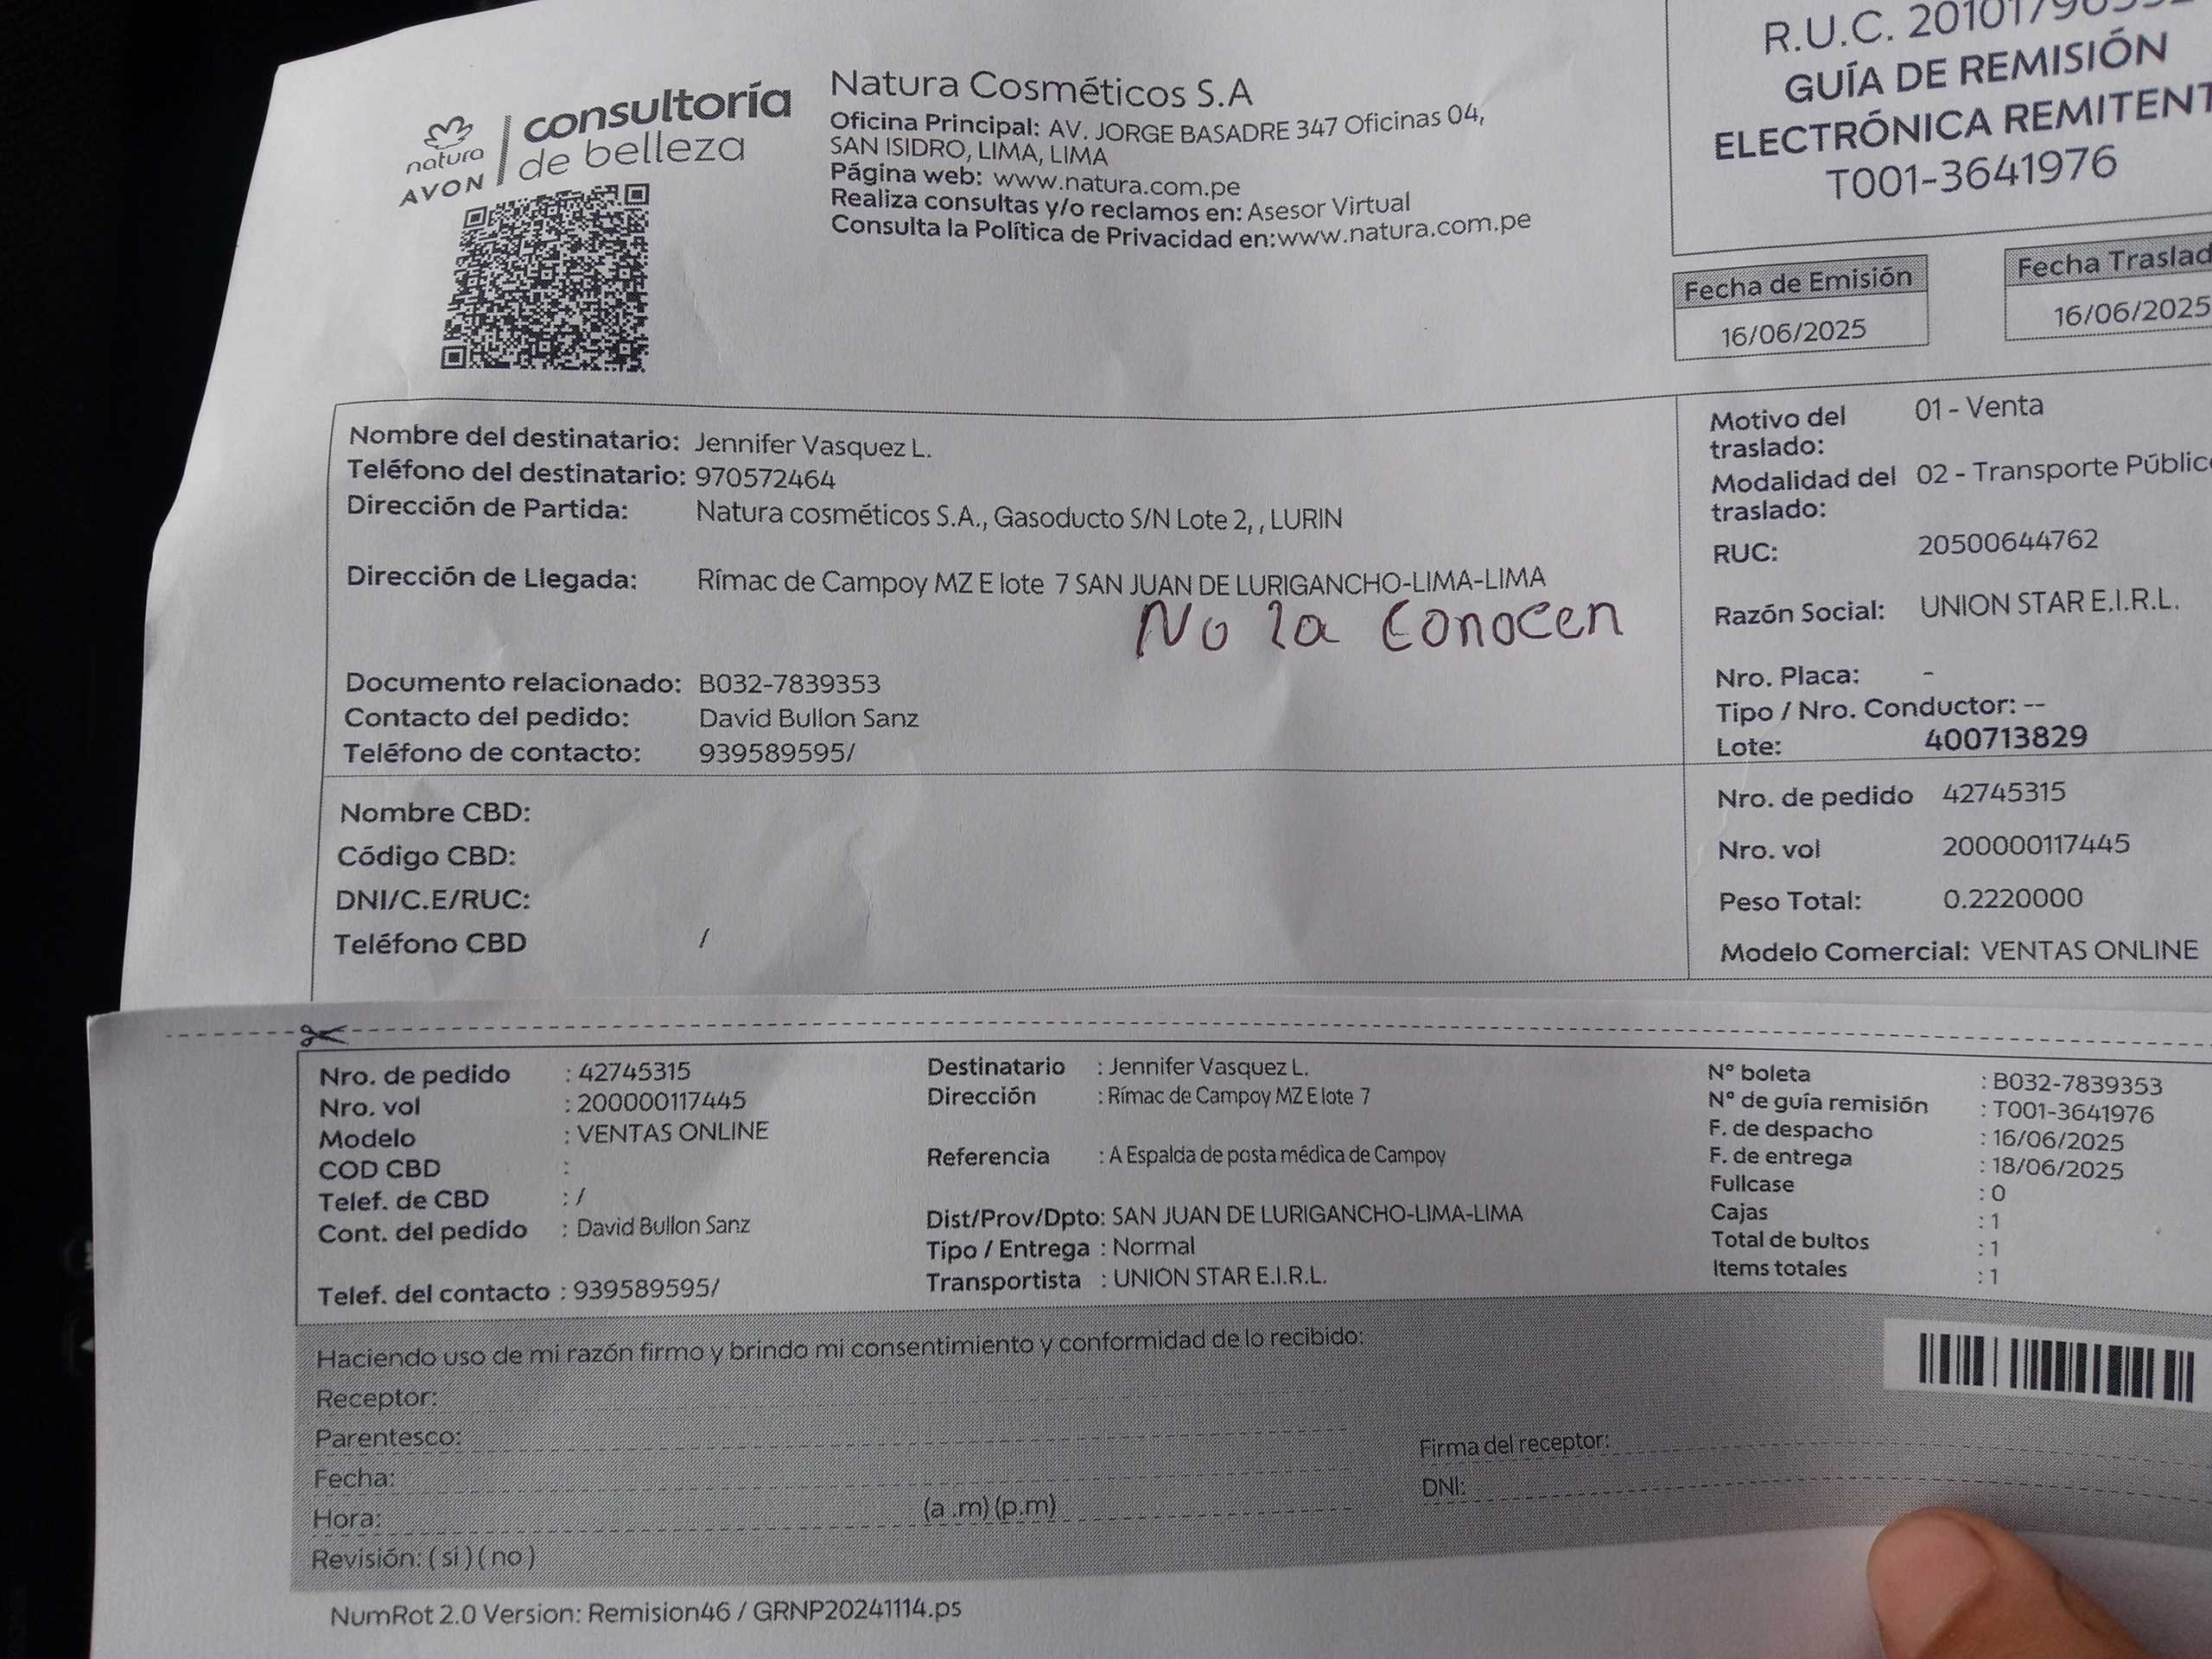 natura
AVON
consultoría
de belleza
Natura Cosméticos S.A
Oficina Principal: AV. JORGE BASADRE 347 Oficinas 04,
SAN ISIDRO, LIMA, LIMA
Página web: www.natura.com.pe
Realiza consultas y/o reclamos en: Asesor Virtual
Consulta la Política de Privacidad en:www.natura.com.pe
R.U.C.
GUÍA DE REMISIÓN
ELECTRÓNICA REMITENT
T001-3641976
Fecha de Emisión
16/06/2025
Fecha Traslad
16/06/2025
Nombre del destinatario: Jennifer Vasquez L.
Teléfono del destinatario: 970572464
Dirección de Partida: Natura cosméticos S.A., Gasoducto S/N Lote 2, , LURIN
Dirección de Llegada: Rímac de Campoy MZ E lote 7 SAN JUAN DE LURIGANCHO-LIMA-LIMA
No la conocen
Documento relacionado: B032-7839353
Contacto del pedido: David Bullon Sanz
Teléfono de contacto: 939589595/
Motivo del 01 - Venta
traslado:
Modalidad del 02 - Transporte Públic
traslado:
RUC: 20500644762
Razón Social: UNION STAR E.I.R.L.
Nro. Placa: -
Tipo / Nro. Conductor: --
Lote: 400713829
Nombre CBD:
Código CBD:
DNI/C.E/RUC:
Teléfono CBD /
Nro. de pedido 42745315
Nro. vol 200000117445
Peso Total: 0.2220000
Modelo Comercial: VENTAS ONLINE
Nro. de pedido : 42745315
Nro. vol : 200000117445
Modelo : VENTAS ONLINE
COD CBD :
Telef. de CBD : /
Cont. del pedido : David Bullon Sanz
Telef. del contacto : 939589595/
Destinatario : Jennifer Vasquez L.
Dirección : Rímac de Campoy MZ E lote 7
Referencia : A Espalda de posta médica de Campoy
Dist/Prov/Dpto: SAN JUAN DE LURIGANCHO-LIMA-LIMA
Tipo / Entrega : Normal
Transportista : UNION STAR E.I.R.L.
N° boleta : B032-7839353
N° de guía remisión : T001-3641976
F. de despacho : 16/06/2025
F. de entrega : 18/06/2025
Fullcase : 0
Cajas : 1
Total de bultos : 1
Items totales : 1
Haciendo uso de mi razón firmo y brindo mi consentimiento y conformidad de lo recibido:
Receptor:
Parentesco:
Fecha:
Hora: (a .m) (p.m)
Revisión: ( si ) ( no )
Firma del receptor:
DNI:
NumRot 2.0 Version: Remision46 / GRNP20241114.ps